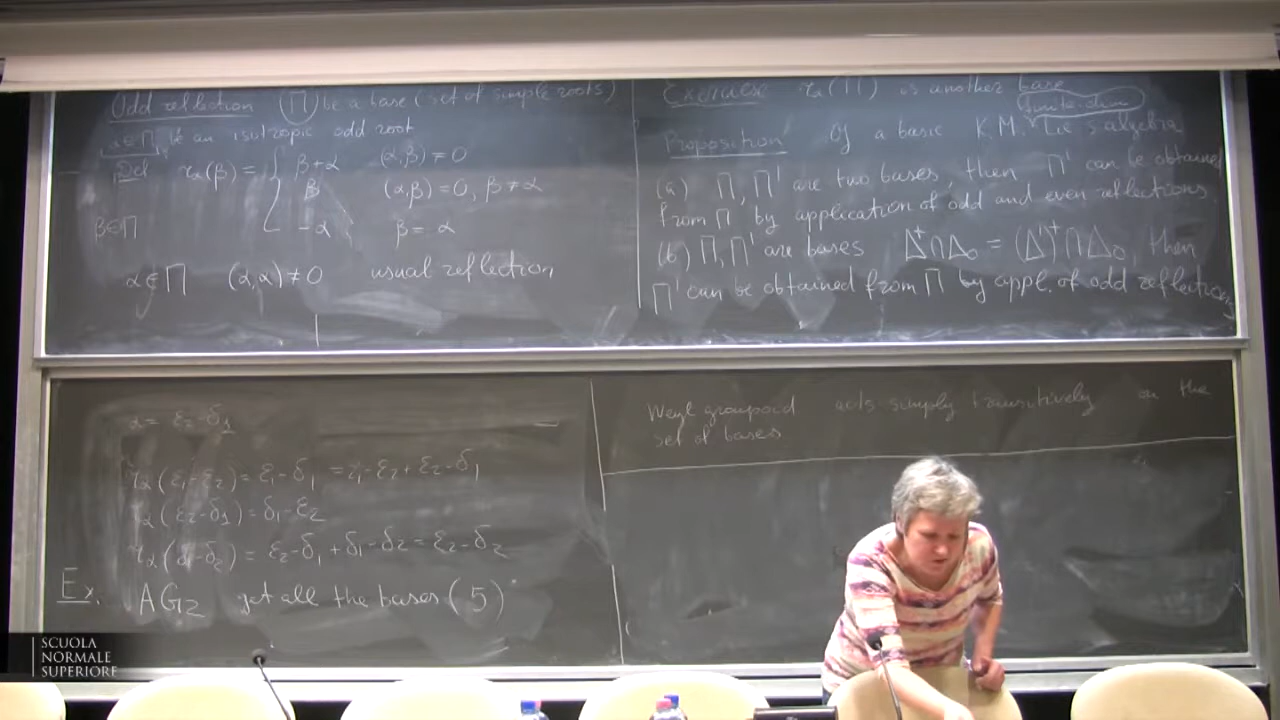 Odd reflection Π be a base (set of simple roots)
α∈Π be an isotropic odd root
Def r_α(β) = { β+α (α,β) ≠ 0
β (α,β)=0, β≠α
-α β = α
β∈Π
α∉Π (α,α)≠0 usual reflection
Exercise r_α(Π) is another base
finite-dim
Proposition Of a basic K.M. Lie s algebra
(a) Π, Π' are two bases, then Π' can be obtained
from Π by application of odd and even reflections
(b) Π, Π' are bases Δ⁺∩Δ₀ = (Δ')⁺∩Δ₀, then
Π' can be obtained from Π by appl. of odd reflections
α = ε₂-δ₁
r_α(ε₁-ε₂) = ε₁-δ₁ = ε₁-ε₂ + ε₂-δ₁
r_α(ε₂-δ₁) = δ₁-ε₂
= ε₂-δ₁+δ₁-δ₂ = ε₂-δ₂
Ex. AG₂ get all the bases (5)
Weyl groupoid acts simply transitively on the
set of bases
SCUOLA
NORMALE
SUPERIORE